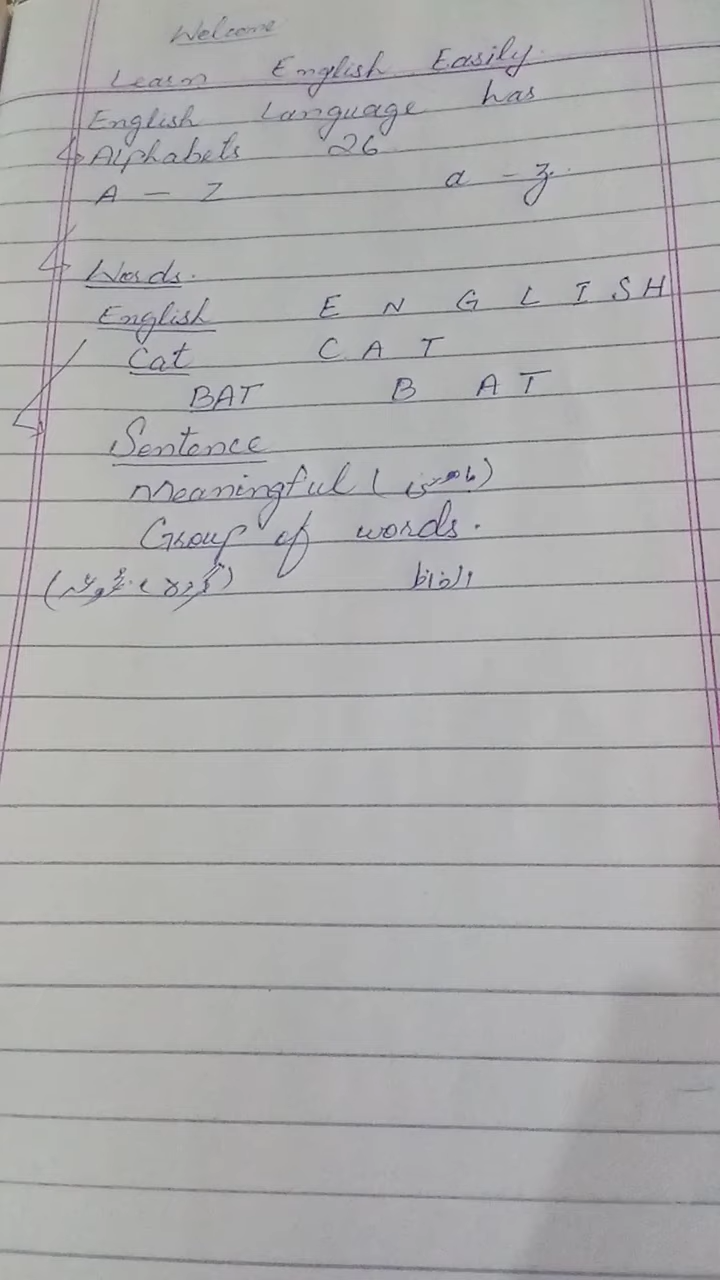 Welcome
Learn English Easily.
English Language has
Alphabets 26
A - Z a - z.
Words.
English E N G L I S H
Cat C A T
BAT B A T
Sentence
Meaningful (بامعنی)
Group of words.
الفاظ